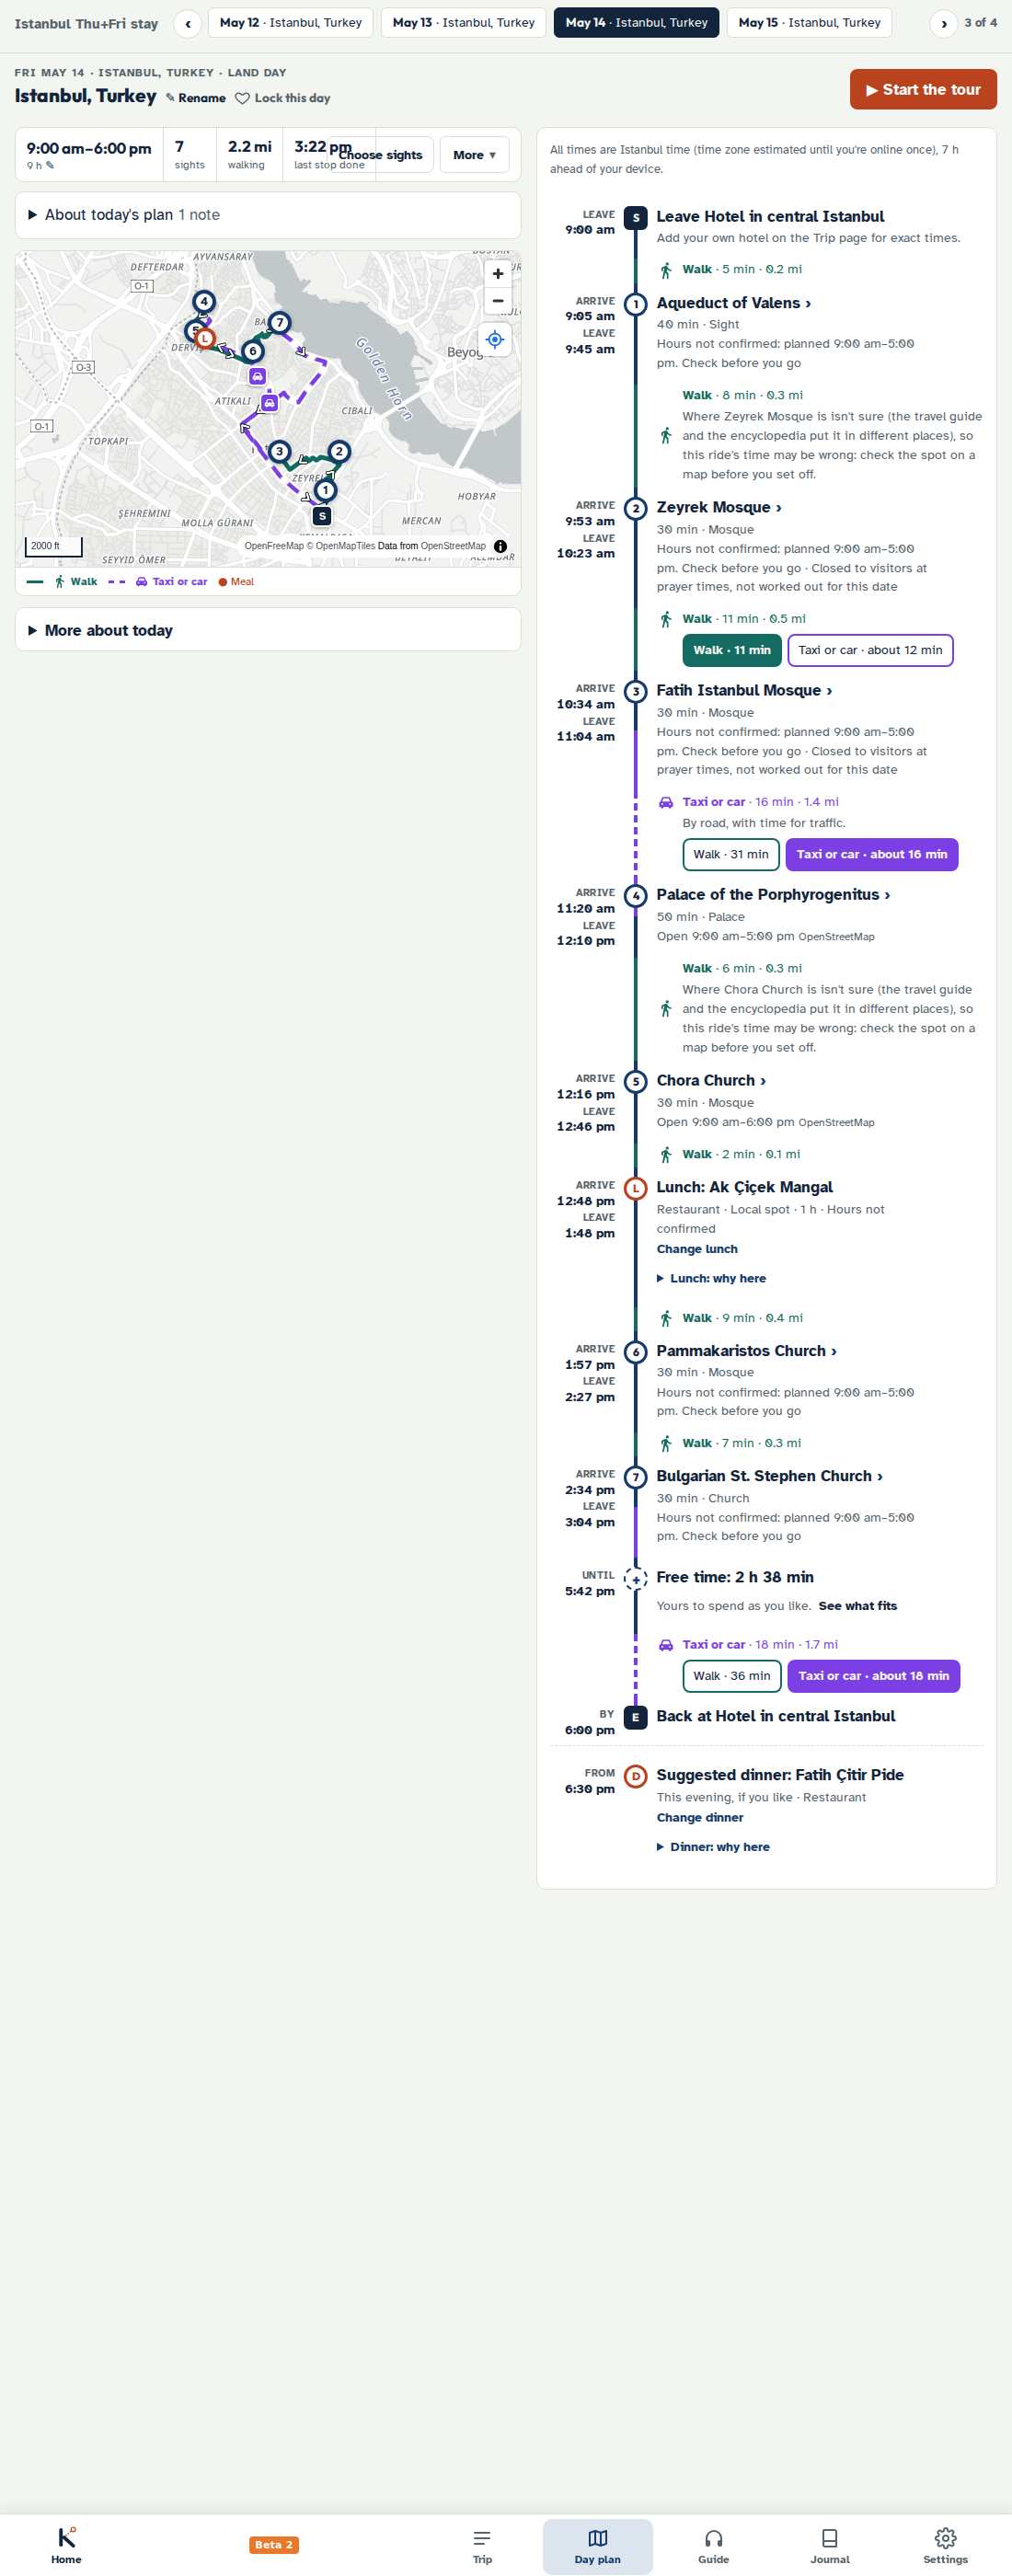 Istanbul Thu+Fri stay
‹
May 12 · Istanbul, Turkey
May 13 · Istanbul, Turkey
May 14 · Istanbul, Turkey
May 15 · Istanbul, Turkey
›
3 of 4
FRI MAY 14 · ISTANBUL, TURKEY · LAND DAY
Istanbul, Turkey ✎ Rename Lock this day
▶ Start the tour
9:00 am–6:00 pm
9 h ✎
7
sights
2.2 mi
walking
3:22 pm
last stop done
Choose sights
More ▾
▶ About today's plan 1 note
AYVANSARAY
DEFTERDAR
O-1
4
7
5
L
6
+
−
Beyoğ
Golden Horn
O-3
ATIKALI
CIBALI
O-1
TOPKAPI
3
2
1
S
HOBYAR
ŞEHREMINI
MOLLA GÜRANI
MERCAN
2000 ft
SEYYID ÖMER
OpenFreeMap © OpenMapTiles Data from OpenStreetMap
Walk
Taxi or car
Meal
▶ More about today
All times are Istanbul time (time zone estimated until you're online once), 7 h
ahead of your device.
LEAVE
9:00 am
S
Leave Hotel in central Istanbul
Add your own hotel on the Trip page for exact times.
Walk · 5 min · 0.2 mi
ARRIVE
9:05 am
LEAVE
9:45 am
1
Aqueduct of Valens ›
40 min · Sight
Hours not confirmed: planned 9:00 am–5:00
pm. Check before you go
Walk · 8 min · 0.3 mi
Where Zeyrek Mosque is isn't sure (the travel guide
and the encyclopedia put it in different places), so
this ride's time may be wrong: check the spot on a
map before you set off.
ARRIVE
9:53 am
LEAVE
10:23 am
2
Zeyrek Mosque ›
30 min · Mosque
Hours not confirmed: planned 9:00 am–5:00
pm. Check before you go · Closed to visitors at
prayer times, not worked out for this date
Walk · 11 min · 0.5 mi
Walk · 11 min
Taxi or car · about 12 min
ARRIVE
10:34 am
LEAVE
11:04 am
3
Fatih Istanbul Mosque ›
30 min · Mosque
Hours not confirmed: planned 9:00 am–5:00
pm. Check before you go · Closed to visitors at
prayer times, not worked out for this date
Taxi or car · 16 min · 1.4 mi
By road, with time for traffic.
Walk · 31 min
Taxi or car · about 16 min
ARRIVE
11:20 am
LEAVE
12:10 pm
4
Palace of the Porphyrogenitus ›
50 min · Palace
Open 9:00 am–5:00 pm OpenStreetMap
Walk · 6 min · 0.3 mi
Where Chora Church is isn't sure (the travel guide
and the encyclopedia put it in different places), so
this ride's time may be wrong: check the spot on a
map before you set off.
ARRIVE
12:16 pm
LEAVE
12:46 pm
5
Chora Church ›
30 min · Mosque
Open 9:00 am–6:00 pm OpenStreetMap
Walk · 2 min · 0.1 mi
ARRIVE
12:48 pm
LEAVE
1:48 pm
L
Lunch: Ak Çiçek Mangal
Restaurant · Local spot · 1 h · Hours not
confirmed
Change lunch
▶ Lunch: why here
Walk · 9 min · 0.4 mi
ARRIVE
1:57 pm
LEAVE
2:27 pm
6
Pammakaristos Church ›
30 min · Mosque
Hours not confirmed: planned 9:00 am–5:00
pm. Check before you go
Walk · 7 min · 0.3 mi
ARRIVE
2:34 pm
LEAVE
3:04 pm
7
Bulgarian St. Stephen Church ›
30 min · Church
Hours not confirmed: planned 9:00 am–5:00
pm. Check before you go
UNTIL
5:42 pm
+
Free time: 2 h 38 min
Yours to spend as you like. See what fits
Taxi or car · 18 min · 1.7 mi
Walk · 36 min
Taxi or car · about 18 min
BY
6:00 pm
E
Back at Hotel in central Istanbul
FROM
6:30 pm
D
Suggested dinner: Fatih Çitir Pide
This evening, if you like · Restaurant
Change dinner
▶ Dinner: why here
Home
Beta 2
Trip
Day plan
Guide
Journal
Settings